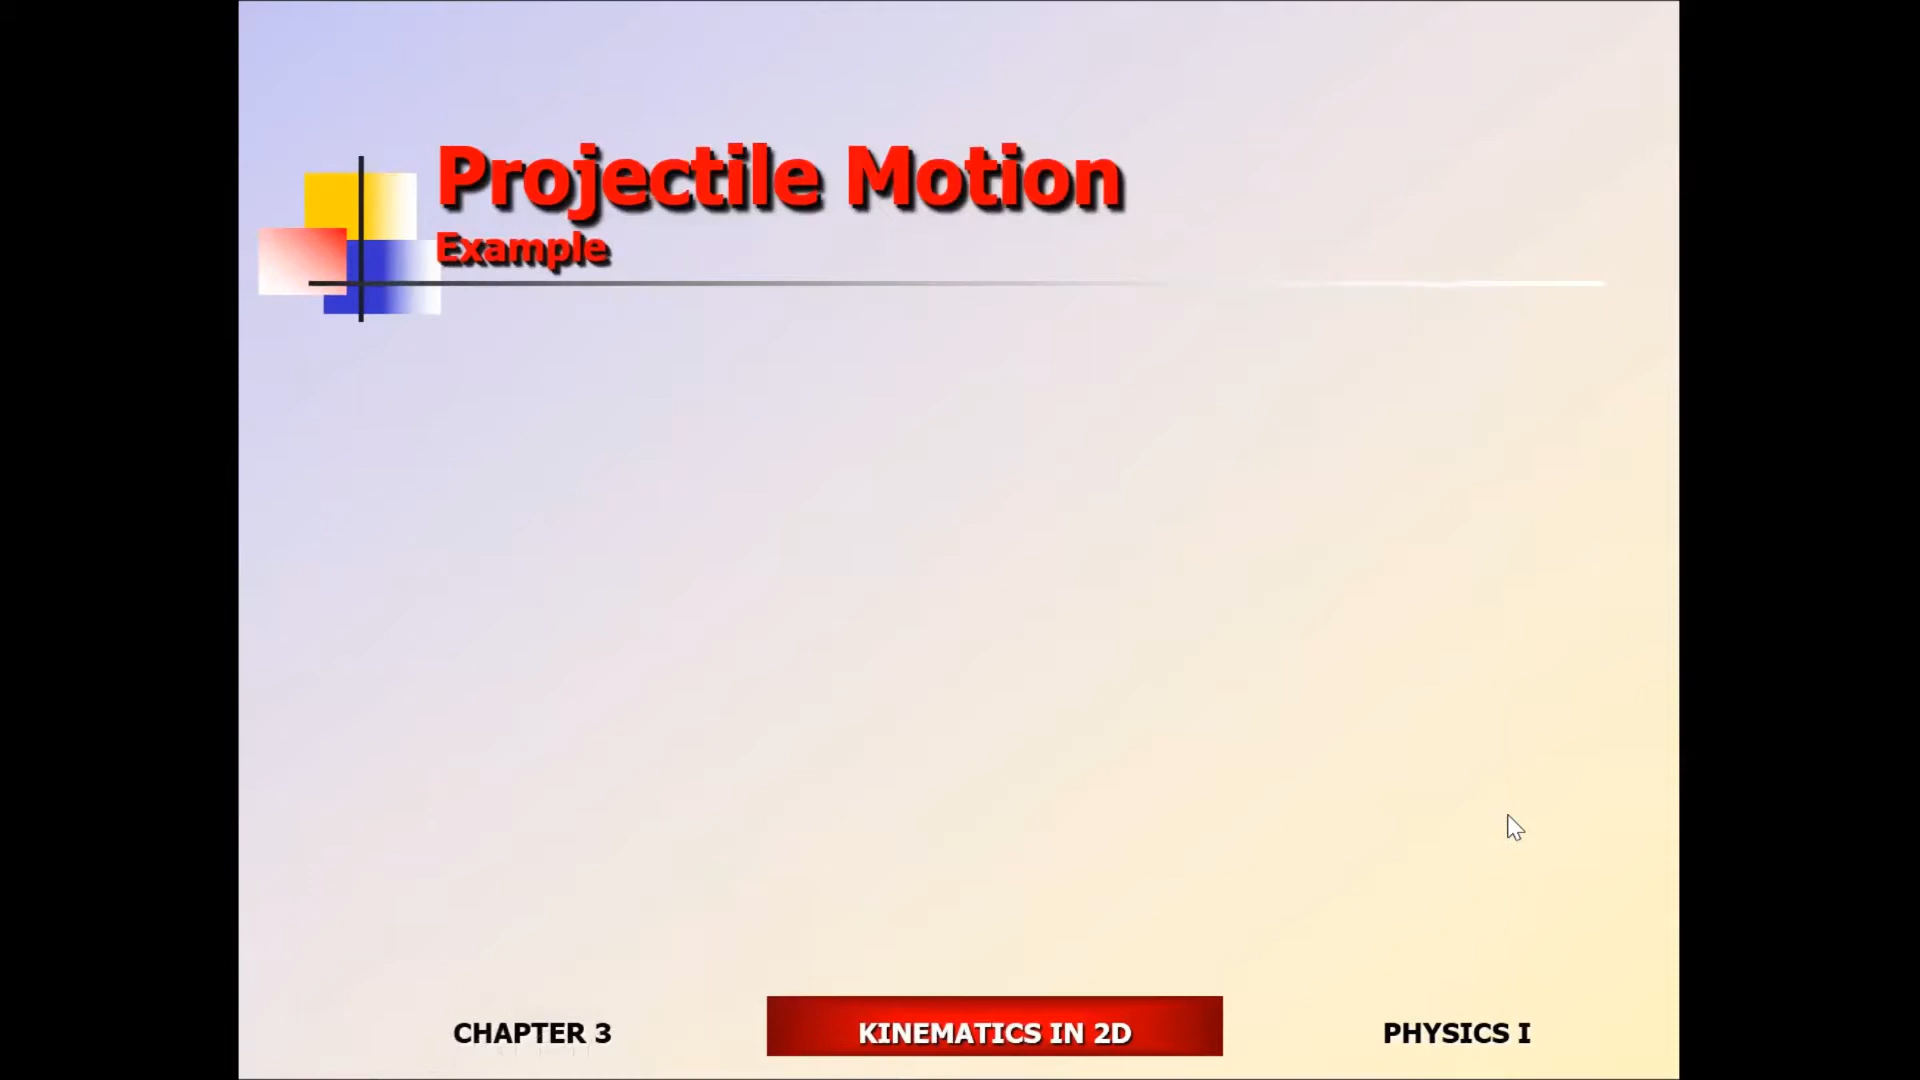 Projectile Motion
Example
CHAPTER 3
KINEMATICS IN 2D
PHYSICS I